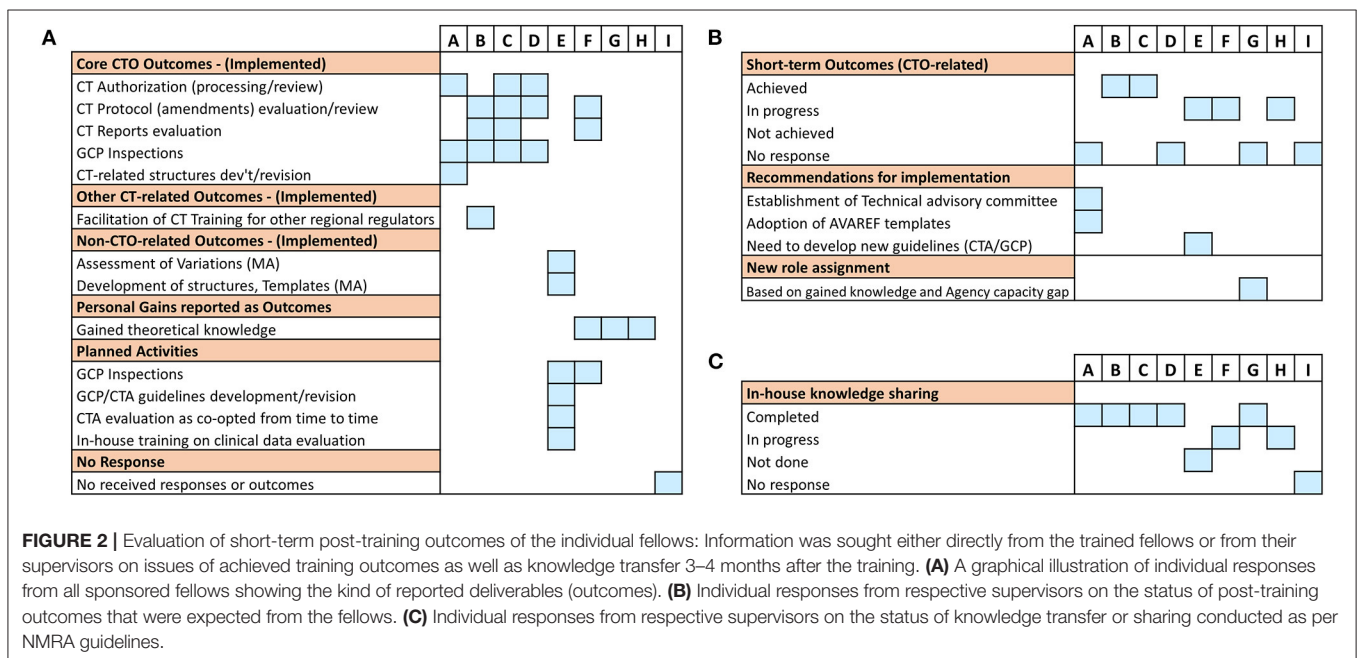 A
A B C D E F G H I
Core CTO Outcomes - (Implemented)
CT Authorization (processing/review)
CT Protocol (amendments) evaluation/review
CT Reports evaluation
GCP Inspections
CT-related structures dev't/revision
Other CT-related Outcomes - (Implemented)
Facilitation of CT Training for other regional regulators
Non-CTO-related Outcomes - (Implemented)
Assessment of Variations (MA)
Development of structures, Templates (MA)
Personal Gains reported as Outcomes
Gained theoretical knowledge
Planned Activities
GCP Inspections
GCP/CTA guidelines development/revision
CTA evaluation as co-opted from time to time
In-house training on clinical data evaluation
No Response
No received responses or outcomes
B
A B C D E F G H I
Short-term Outcomes (CTO-related)
Achieved
In progress
Not achieved
No response
Recommendations for implementation
Establishment of Technical advisory committee
Adoption of AVAREF templates
Need to develop new guidelines (CTA/GCP)
New role assignment
Based on gained knowledge and Agency capacity gap
C
A B C D E F G H I
In-house knowledge sharing
Completed
In progress
Not done
No response
FIGURE 2 | Evaluation of short-term post-training outcomes of the individual fellows: Information was sought either directly from the trained fellows or from their
supervisors on issues of achieved training outcomes as well as knowledge transfer 3–4 months after the training. (A) A graphical illustration of individual responses
from all sponsored fellows showing the kind of reported deliverables (outcomes). (B) Individual responses from respective supervisors on the status of post-training
outcomes that were expected from the fellows. (C) Individual responses from respective supervisors on the status of knowledge transfer or sharing conducted as per
NMRA guidelines.